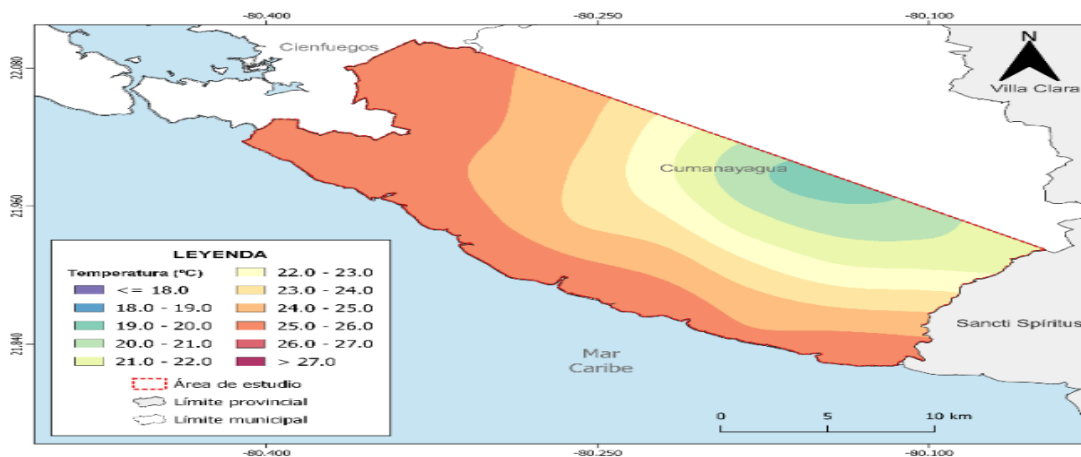 -80.400 -80.250 -80.100
22.080
21.960
21.840
Cienfuegos
N
Villa Clara
Cumanayagua
Sancti Spíritus
Mar
Caribe
LEYENDA
Temperatura (ºC)
<= 18.0
18.0 - 19.0
19.0 - 20.0
20.0 - 21.0
21.0 - 22.0
22.0 - 23.0
23.0 - 24.0
24.0 - 25.0
25.0 - 26.0
26.0 - 27.0
> 27.0
Área de estudio
Límite provincial
Límite municipal
0 5 10 km
-80.400 -80.250 -80.100